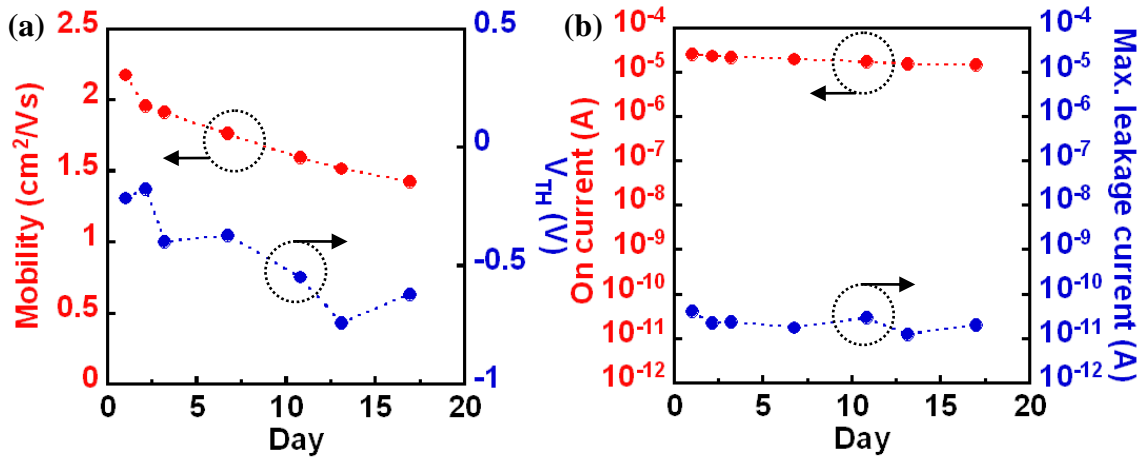 (a)
Mobility (cm²/Vs)
2.5
2
1.5
1
0.5
0
0 5 10 15 20
Day
0.5
0
-0.5
-1
V_TH (V)
(b)
On current (A)
10⁻⁴
10⁻⁵
10⁻⁶
10⁻⁷
10⁻⁸
10⁻⁹
10⁻¹⁰
10⁻¹¹
10⁻¹²
0 5 10 15 20
Day
10⁻⁴
10⁻⁵
10⁻⁶
10⁻⁷
10⁻⁸
10⁻⁹
10⁻¹⁰
10⁻¹¹
10⁻¹²
Max. leakage current (A)